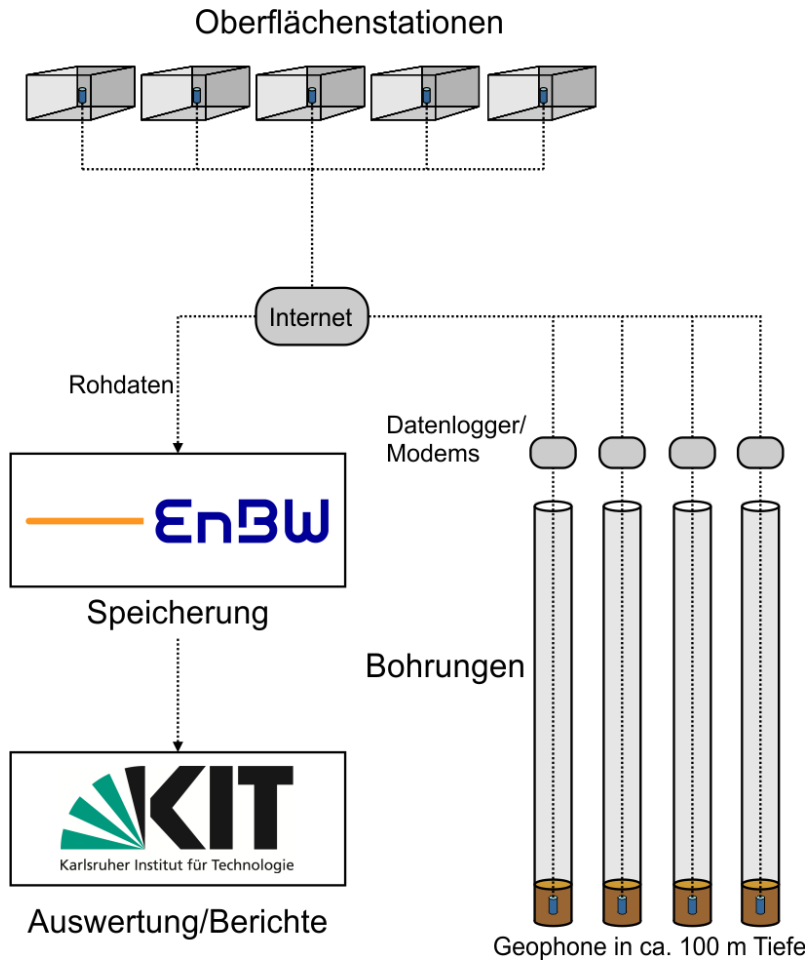 Oberflächenstationen
Internet
Rohdaten
Datenlogger/
Modems
EnBW
Speicherung
Bohrungen
KIT
Karlsruher Institut für Technologie
Auswertung/Berichte
Geophone in ca. 100 m Tiefe